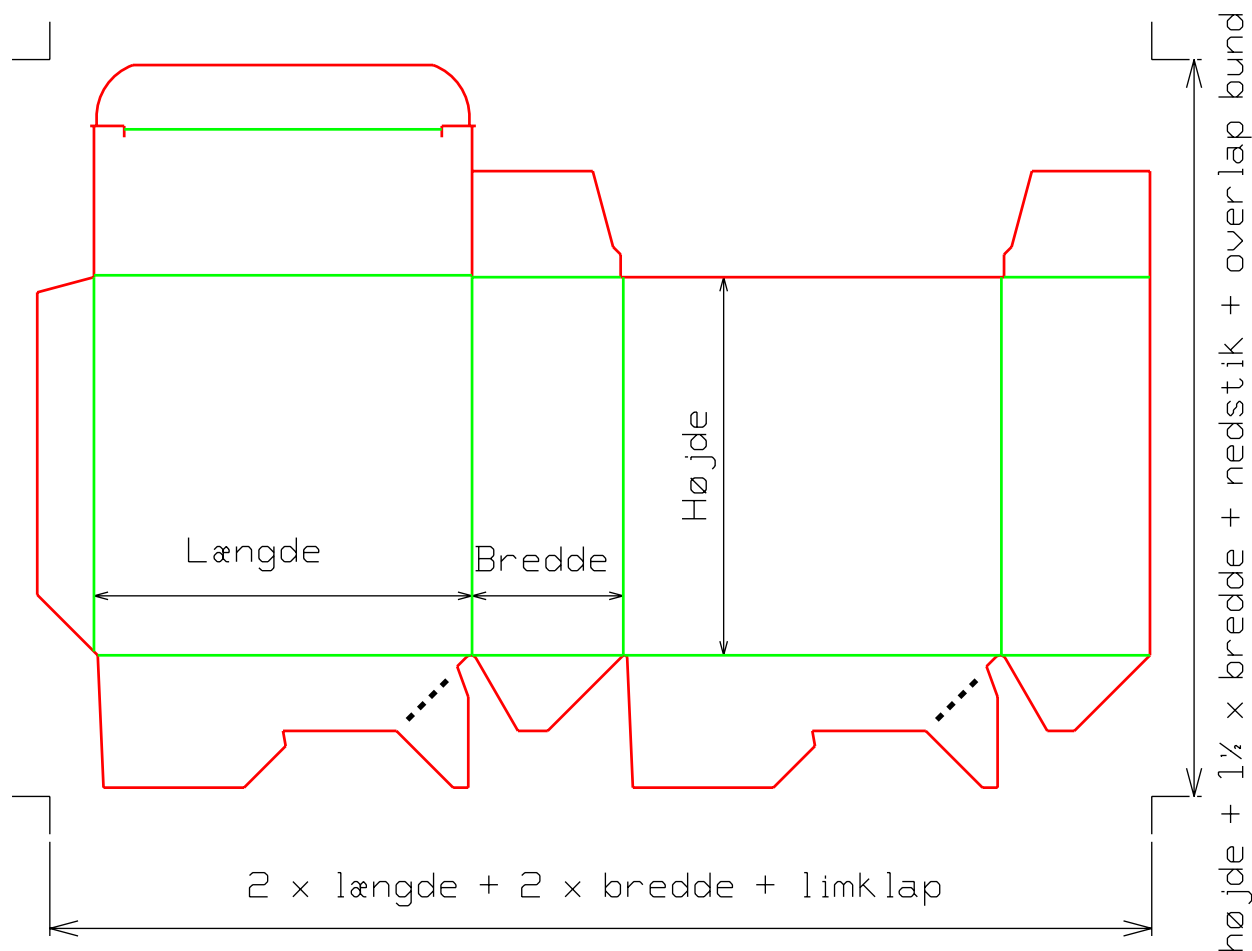 Længde
Bredde
Højde
2 x længde + 2 x bredde + limklap
højde + 1½ x bredde + nedstik + overlap bund